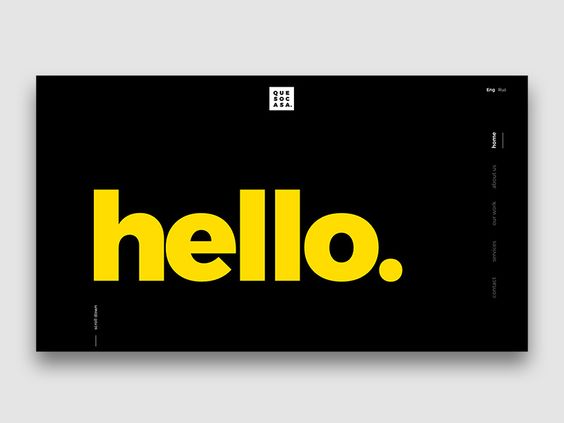 QUE
SOC
ASA.
Eng Rus
home
about us
our work
services
contact
hello.
scroll down